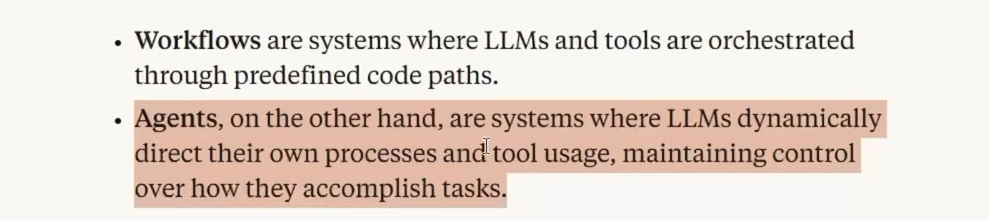 • Workflows are systems where LLMs and tools are orchestrated
through predefined code paths.
• Agents, on the other hand, are systems where LLMs dynamically
direct their own processes and tool usage, maintaining control
over how they accomplish tasks.